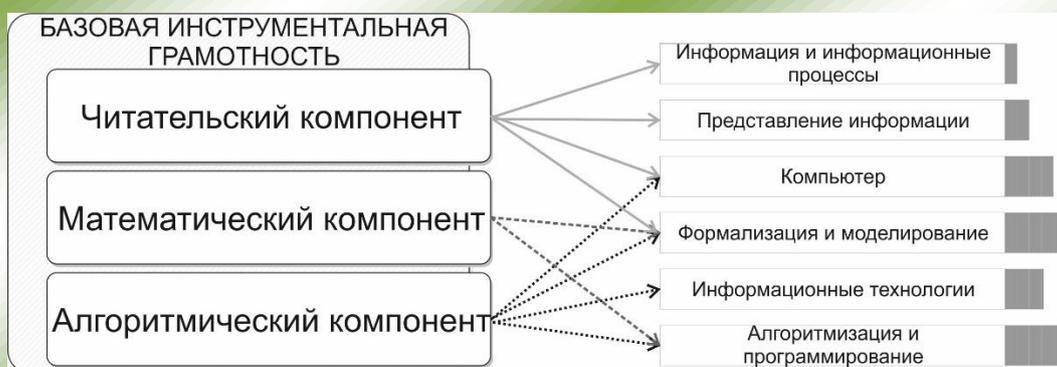 БАЗОВАЯ ИНСТРУМЕНТАЛЬНАЯ
ГРАМОТНОСТЬ
Читательский компонент
Математический компонент
Алгоритмический компонент
Информация и информационные
процессы
Представление информации
Компьютер
Формализация и моделирование
Информационные технологии
Алгоритмизация и
программирование